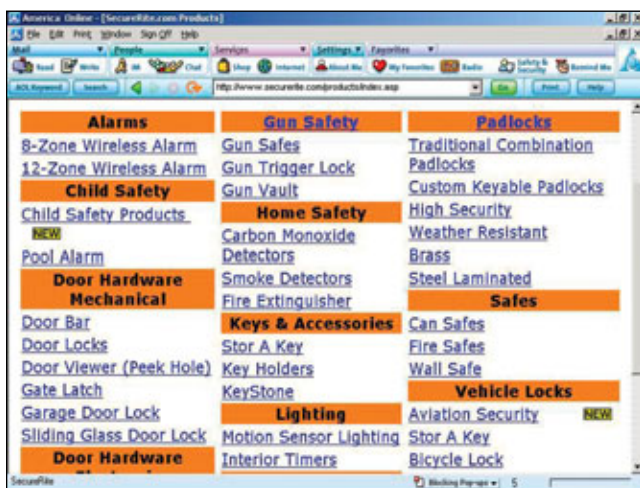 America Online - [SecureRite.com Products]
File Edit Print Window Sign Off Help
Mail People Services Settings Favorites
Read Write IM Chat Shop Internet About Me My Favorites Radio Safety & Security Remind Me
AOL Keyword Search http://www.securerite.com/products/index.asp Go Print Help
Alarms
8-Zone Wireless Alarm
12-Zone Wireless Alarm
Child Safety
Child Safety Products
NEW
Pool Alarm
Door Hardware
Mechanical
Door Bar
Door Locks
Door Viewer (Peek Hole)
Gate Latch
Garage Door Lock
Sliding Glass Door Lock
Door Hardware
Gun Safety
Gun Safes
Gun Trigger Lock
Gun Vault
Home Safety
Carbon Monoxide
Detectors
Smoke Detectors
Fire Extinguisher
Keys & Accessories
Stor A Key
Key Holders
KeyStone
Lighting
Motion Sensor Lighting
Interior Timers
Padlocks
Traditional Combination
Padlocks
Custom Keyable Padlocks
High Security
Weather Resistant
Brass
Steel Laminated
Safes
Can Safes
Fire Safes
Wall Safe
Vehicle Locks
Aviation Security NEW
Stor A Key
Bicycle Lock
SecureRite Blocking Pop-ups 5